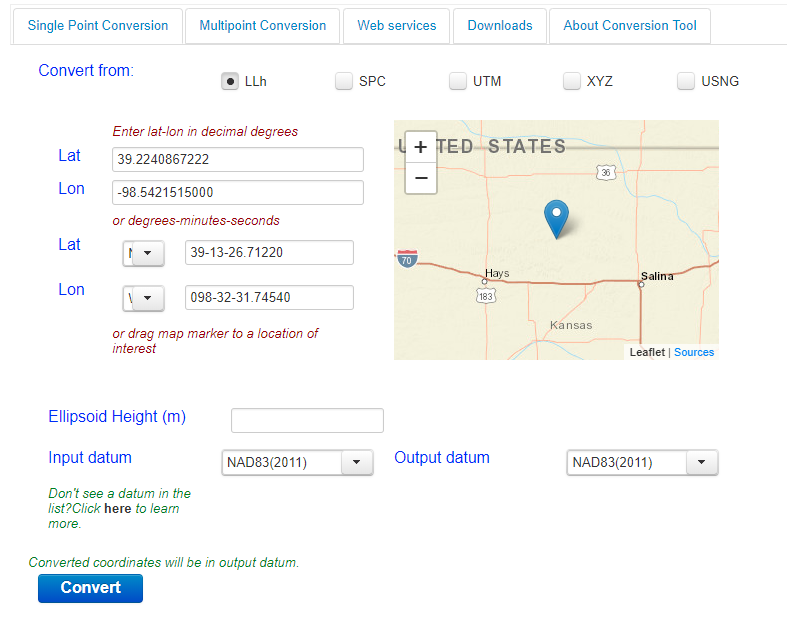 Single Point Conversion Multipoint Conversion Web services Downloads About Conversion Tool
Convert from:
LLh SPC UTM XYZ USNG
Enter lat-lon in decimal degrees
Lat 39.2240867222
Lon -98.5421515000
or degrees-minutes-seconds
Lat 39-13-26.71220
Lon 098-32-31.74540
or drag map marker to a location of
interest
+
−
TED STATES
36
70
Hays
Salina
183
Kansas
Leaflet | Sources
Ellipsoid Height (m)
Input datum NAD83(2011) Output datum NAD83(2011)
Don't see a datum in the
list?Click here to learn
more.
Converted coordinates will be in output datum.
Convert